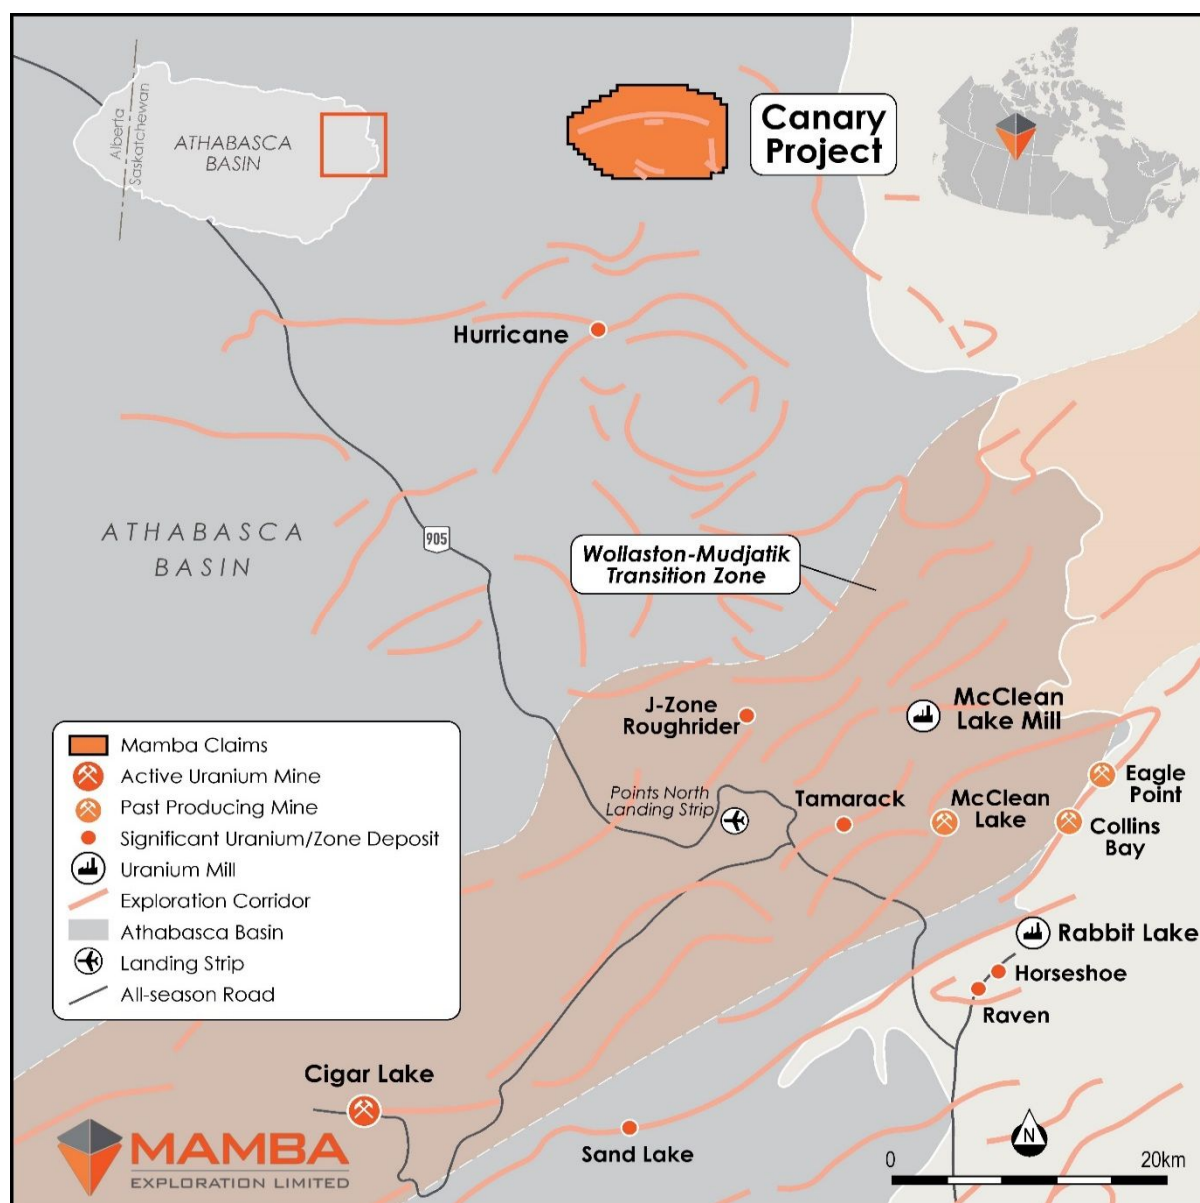 Alberta
Saskatchewan
ATHABASCA
BASIN
Canary
Project
Hurricane
ATHABASCA
BASIN
905
Wollaston-Mudjatik
Transition Zone
J-Zone
Roughrider
McClean
Lake Mill
Points North
Landing Strip
Tamarack
McClean
Lake
Eagle
Point
Collins
Bay
Rabbit Lake
Horseshoe
Raven
Mamba Claims
Active Uranium Mine
Past Producing Mine
Significant Uranium/Zone Deposit
Uranium Mill
Exploration Corridor
Athabasca Basin
Landing Strip
All-season Road
Cigar Lake
Sand Lake
MAMBA
EXPLORATION LIMITED
N
0 20km